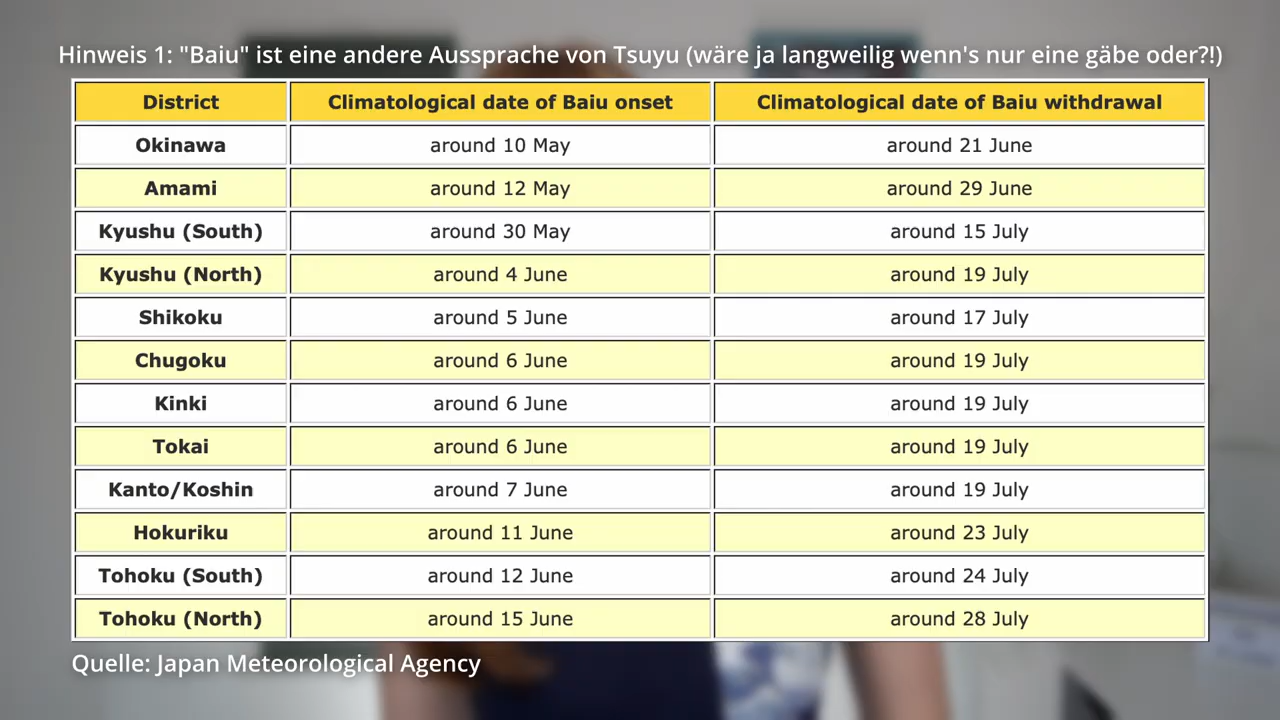 Hinweis 1: "Baiu" ist eine andere Aussprache von Tsuyu (wäre ja langweilig wenn's nur eine gäbe oder?!)
District Climatological date of Baiu onset Climatological date of Baiu withdrawal
Okinawa around 10 May around 21 June
Amami around 12 May around 29 June
Kyushu (South) around 30 May around 15 July
Kyushu (North) around 4 June around 19 July
Shikoku around 5 June around 17 July
Chugoku around 6 June around 19 July
Kinki around 6 June around 19 July
Tokai around 6 June around 19 July
Kanto/Koshin around 7 June around 19 July
Hokuriku around 11 June around 23 July
Tohoku (South) around 12 June around 24 July
Tohoku (North) around 15 June around 28 July
Quelle: Japan Meteorological Agency